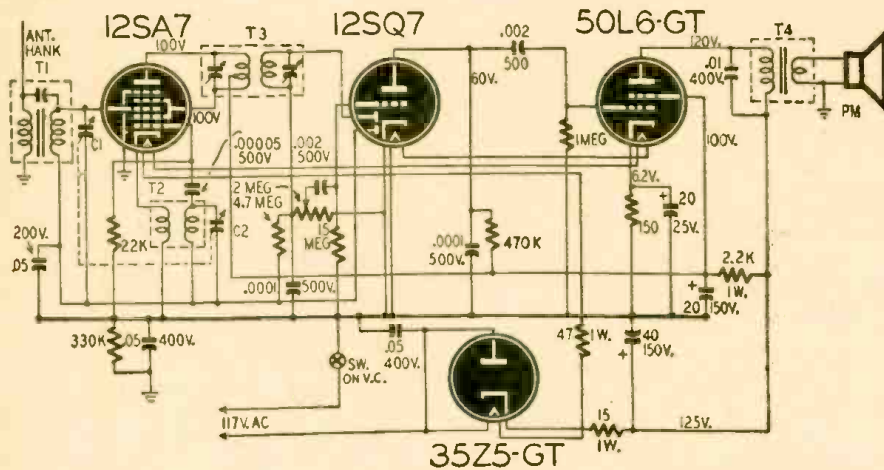 12SA7
12SQ7
50L6-GT
ANT.
HANK
T1
100V
T3
.002
500
120V.
T4
.01
400V.
60V.
PM
C1
100V
.00005
500V
.002
500V.
1MEG
100V.
T2
2 MEG
4.7 MEG
6.2V.
20
25V.
C2
15
MEG
150
200V.
.05
22K
.0001
500V.
.0001
500V.
470K
2.2K
1W.
20
150V.
330K
.05
400V.
.05
400V.
47
1W.
40
150V.
SW.
ON V.C.
117V. AC
15
1W.
125V.
35Z5-GT